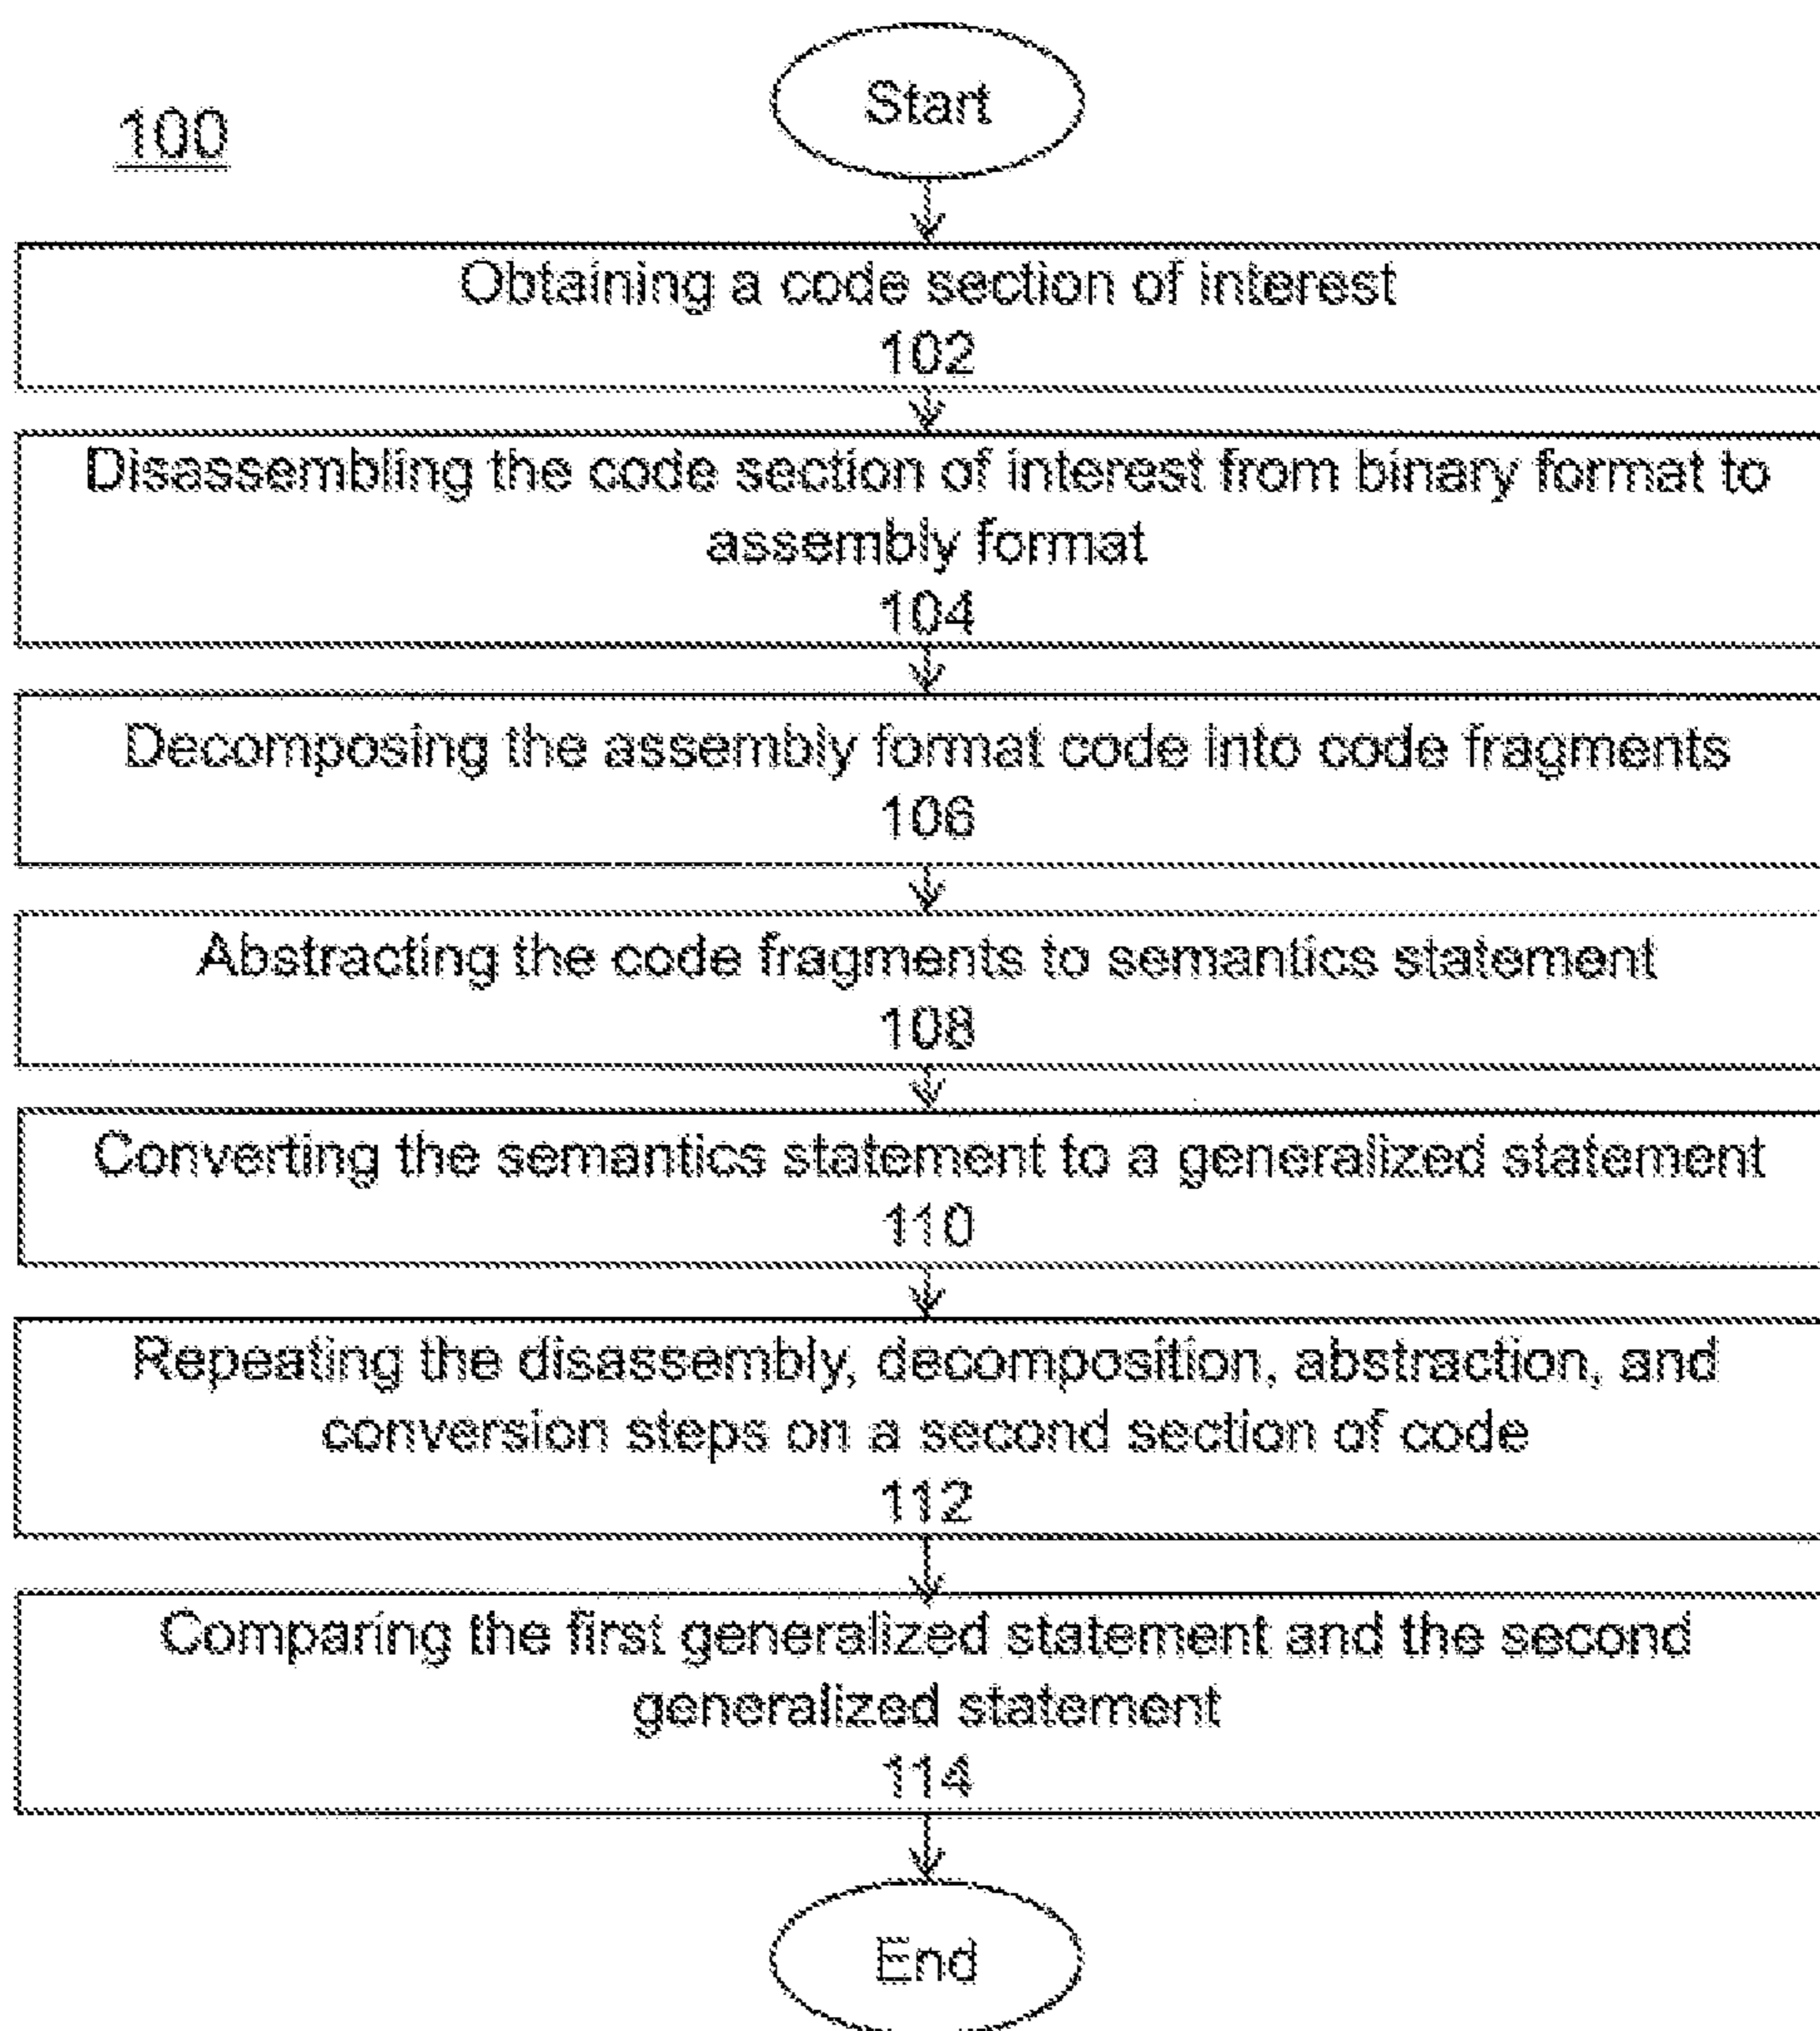 Start
100
Obtaining a code section of interest
102
Disassembling the code section of interest from binary format to
assembly format
104
Decomposing the assembly format code into code fragments
106
Abstracting the code fragments to semantics statement
108
Converting the semantics statement to a generalized statement
110
Repeating the disassembly, decomposition, abstraction, and
conversion steps on a second section of code
112
Comparing the first generalized statement and the second
generalized statement
114
End